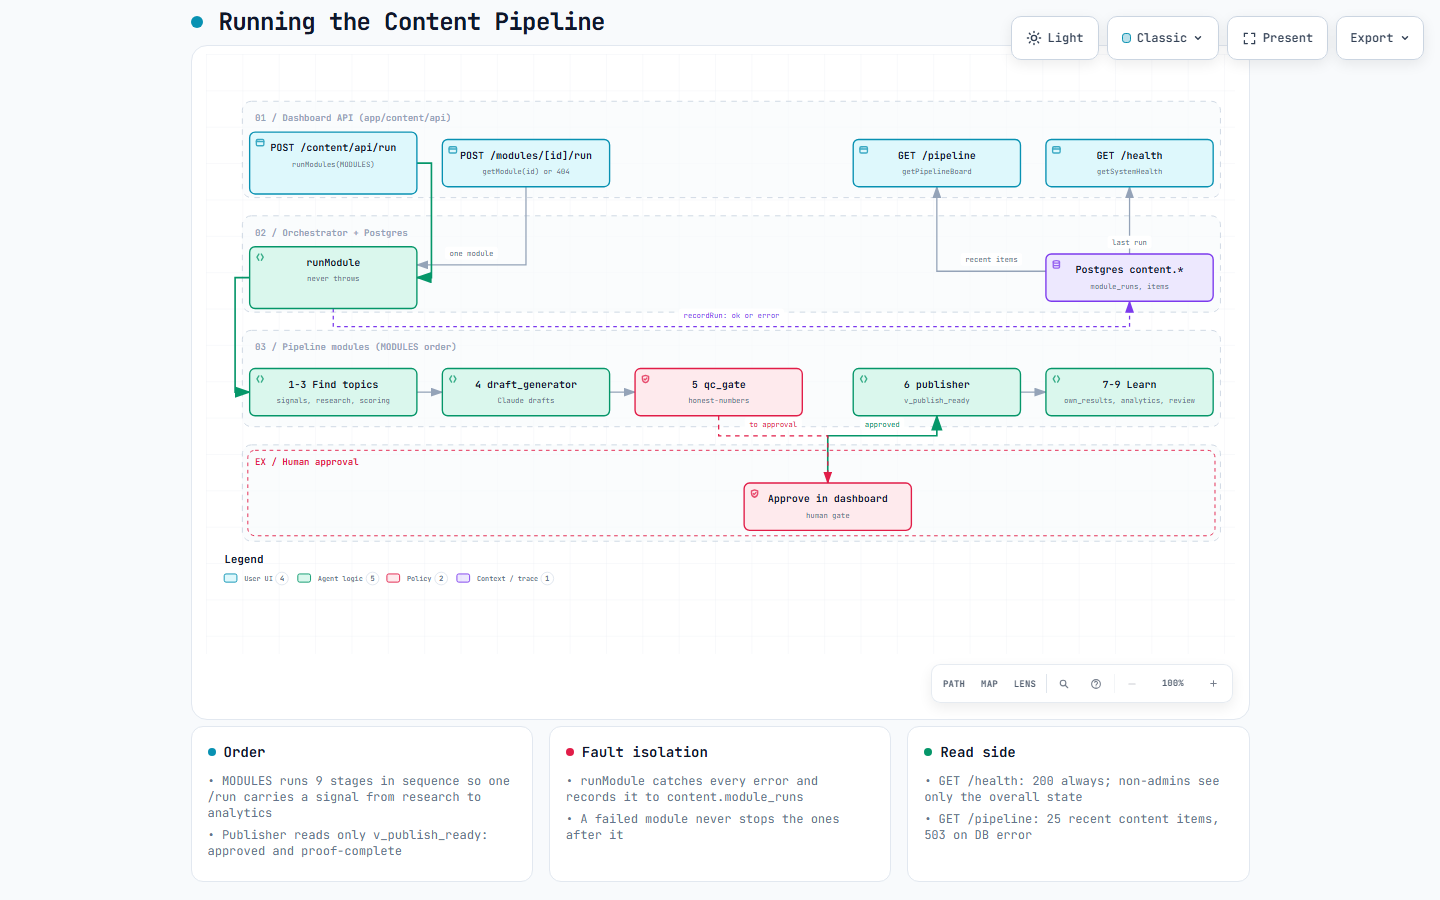 Running the Content Pipeline
Light
Classic
Present
Export
01 / Dashboard API (app/content/api)
POST /content/api/run
runModules(MODULES)
POST /modules/[id]/run
getModule(id) or 404
GET /pipeline
getPipelineBoard
GET /health
getSystemHealth
02 / Orchestrator + Postgres
runModule
never throws
one module
recent items
last run
Postgres content.*
module_runs, items
recordRun: ok or error
03 / Pipeline modules (MODULES order)
1-3 Find topics
signals, research, scoring
4 draft_generator
Claude drafts
5 qc_gate
honest-numbers
6 publisher
v_publish_ready
7-9 Learn
own_results, analytics, review
to approval
approved
EX / Human approval
Approve in dashboard
human gate
Legend
User UI 4
Agent logic 5
Policy 2
Context / trace 1
PATH
MAP
LENS
100%
Order
• MODULES runs 9 stages in sequence so one
/run carries a signal from research to
analytics
• Publisher reads only v_publish_ready:
approved and proof-complete
Fault isolation
• runModule catches every error and
records it to content.module_runs
• A failed module never stops the ones
after it
Read side
• GET /health: 200 always; non-admins see
only the overall state
• GET /pipeline: 25 recent content items,
503 on DB error